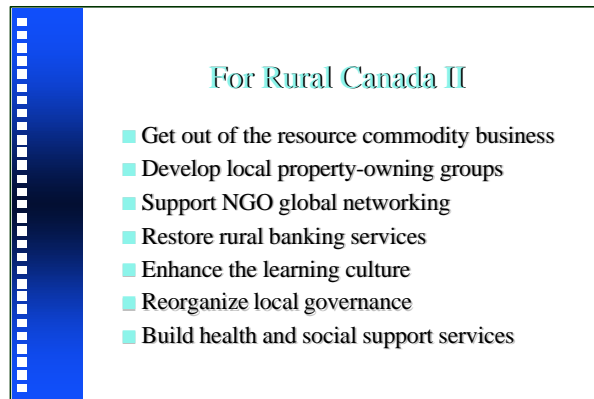 For Rural Canada II
Get out of the resource commodity business
Develop local property-owning groups
Support NGO global networking
Restore rural banking services
Enhance the learning culture
Reorganize local governance
Build health and social support services